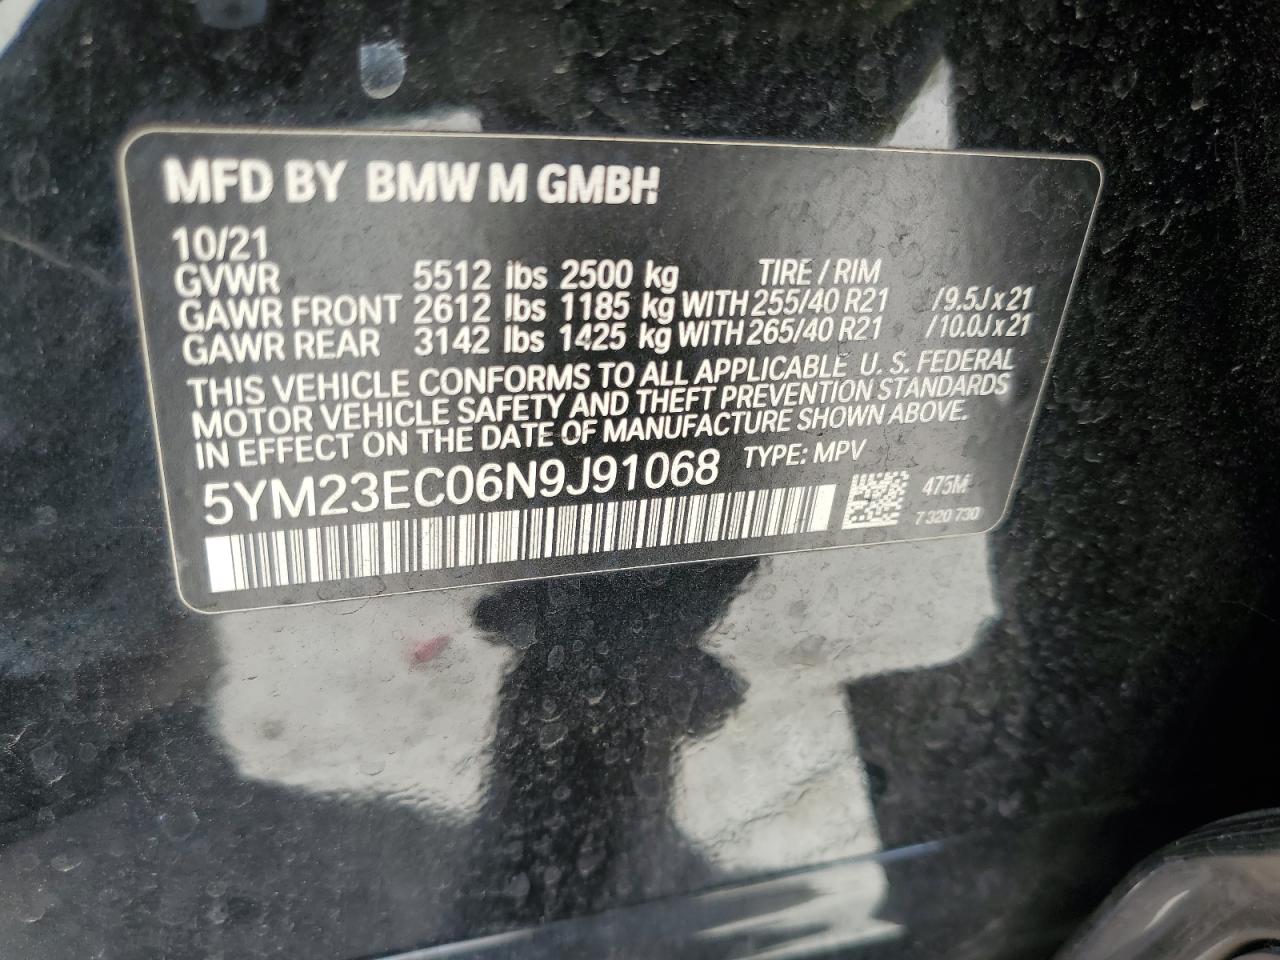 MFD BY BMW M GMBH
10/21
GVWR 5512 lbs 2500 kg TIRE / RIM
GAWR FRONT 2612 lbs 1185 kg WITH 255/40 R21 /9.5Jx21
GAWR REAR 3142 lbs 1425 kg WITH 265/40 R21 /10.0Jx21
THIS VEHICLE CONFORMS TO ALL APPLICABLE U. S. FEDERAL
MOTOR VEHICLE SAFETY AND THEFT PREVENTION STANDARDS
IN EFFECT ON THE DATE OF MANUFACTURE SHOWN ABOVE.
5YM23EC06N9J91068 TYPE: MPV
475M
7 320 730